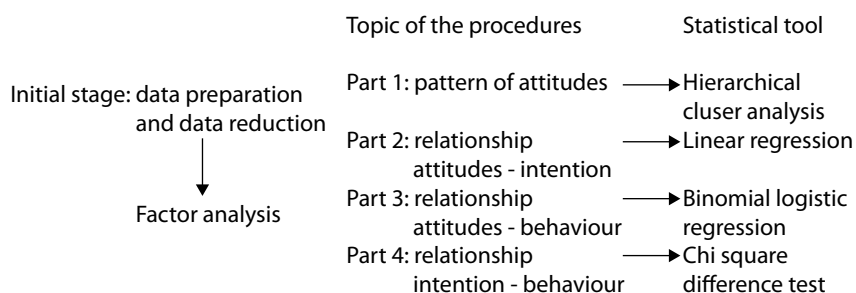 Topic of the procedures Statistical tool
Initial stage: data preparation
and data reduction
Factor analysis
Part 1: pattern of attitudes
Hierarchical
cluser analysis
Part 2: relationship
attitudes - intention
Linear regression
Part 3: relationship
attitudes - behaviour
Binomial logistic
regression
Part 4: relationship
intention - behaviour
Chi square
difference test